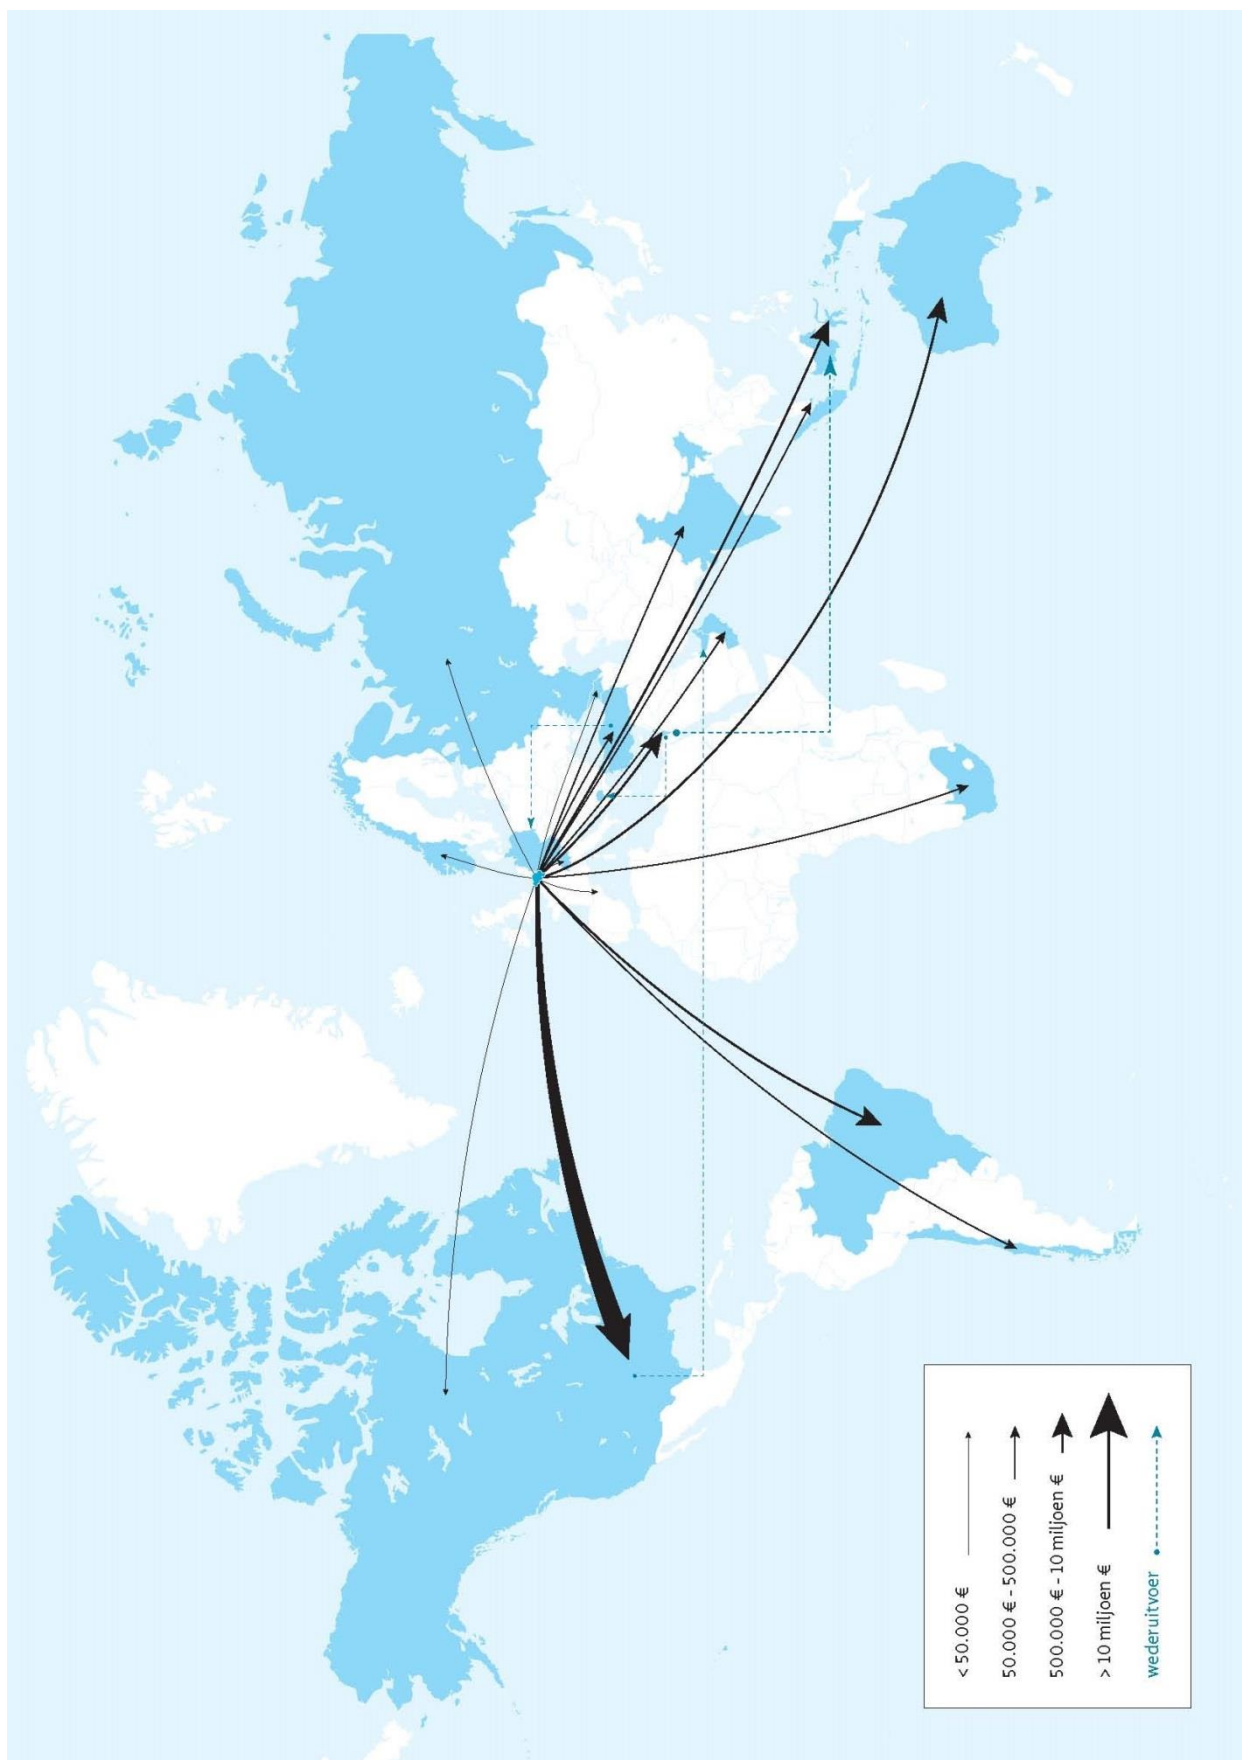 < 50.000 €
50.000 € - 500.000 €
500.000 € - 10 miljoen €
> 10 miljoen €
wederuitvoer